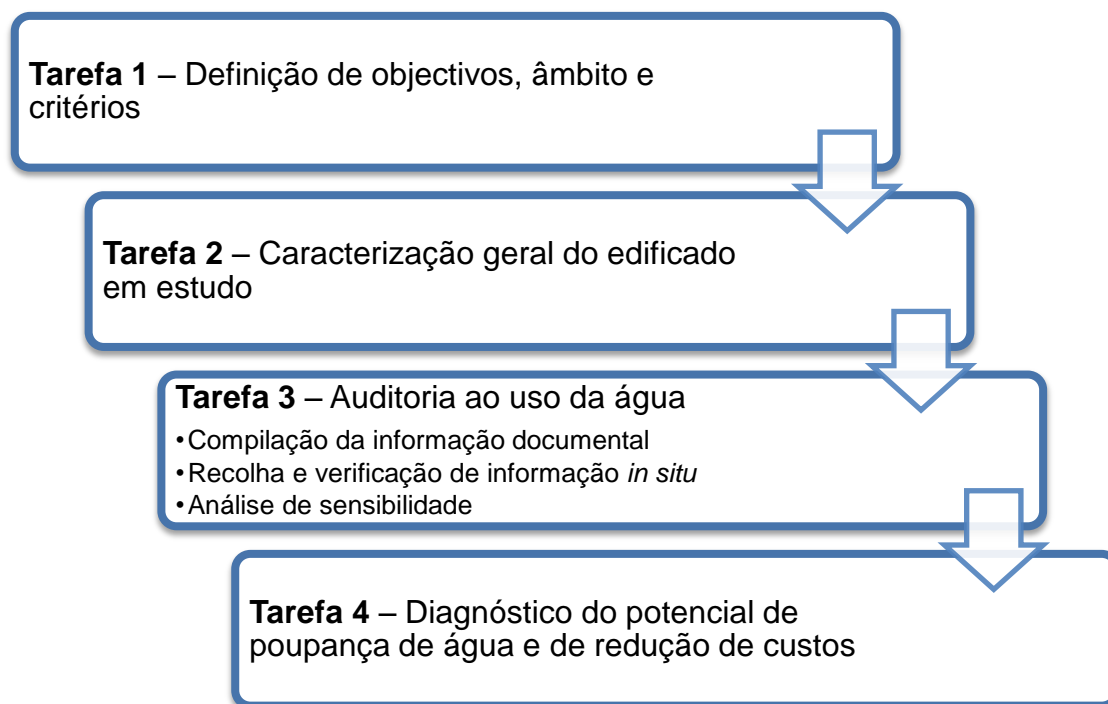 Tarefa 1 – Definição de objectivos, âmbito e
critérios
Tarefa 2 – Caracterização geral do edificado
em estudo
Tarefa 3 – Auditoria ao uso da água
•Compilação da informação documental
•Recolha e verificação de informação in situ
•Análise de sensibilidade
Tarefa 4 – Diagnóstico do potencial de
poupança de água e de redução de custos